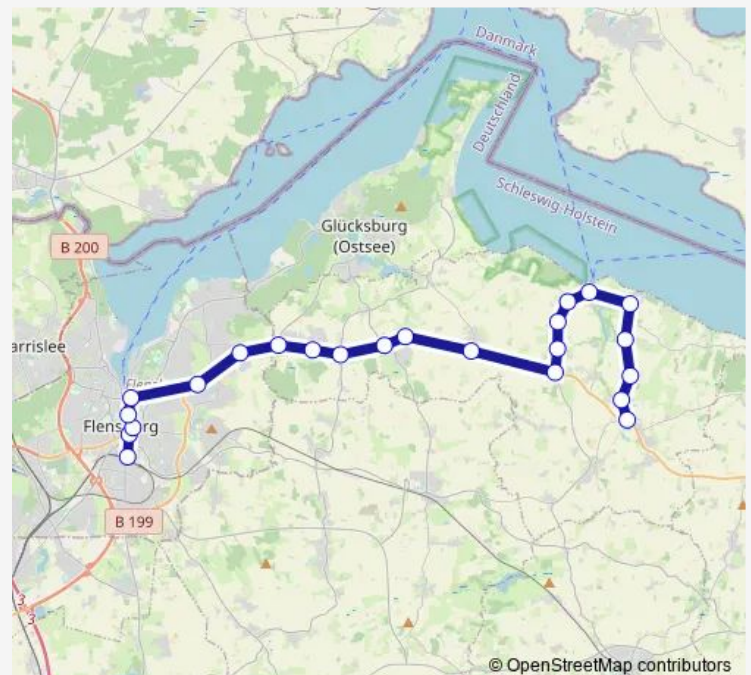 Danmark
Deutschland
Schleswig-Holstein
Glücksburg
(Ostsee)
B 200
arrislee
Flensburg
B 199
3
3
© OpenStreetMap contributors